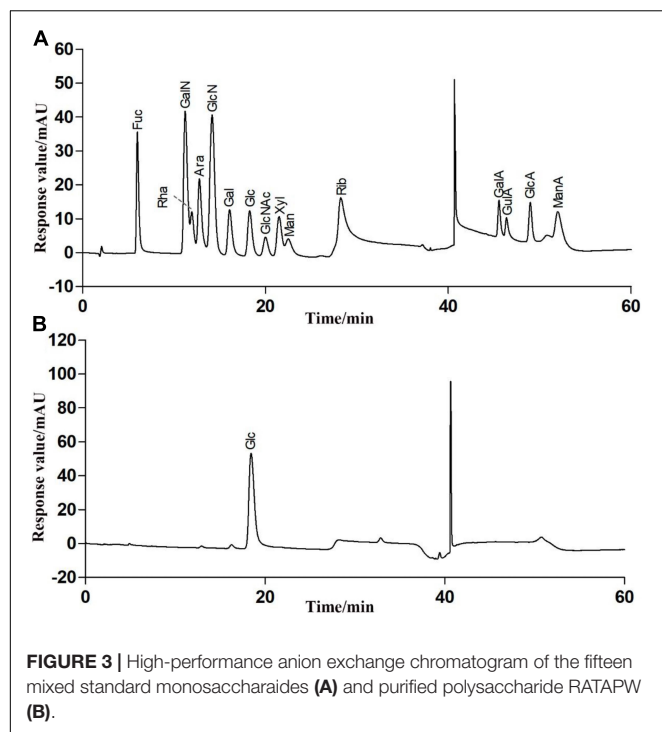 A
Response value/mAU
60
50
40
30
20
10
0
-10
Fuc
GalN
Rha
Ara
GlcN
Gal
Glc
GlcNAc
Xyl
Man
Rib
GalA
GulA
GlcA
ManA
0 20 40 60
Time/min
B
Response value/mAU
120
100
80
60
40
20
0
-20
Glc
0 20 40 60
Time/min
FIGURE 3 | High-performance anion exchange chromatogram of the fifteen
mixed standard monosaccharaides (A) and purified polysaccharide RATAPW
(B).